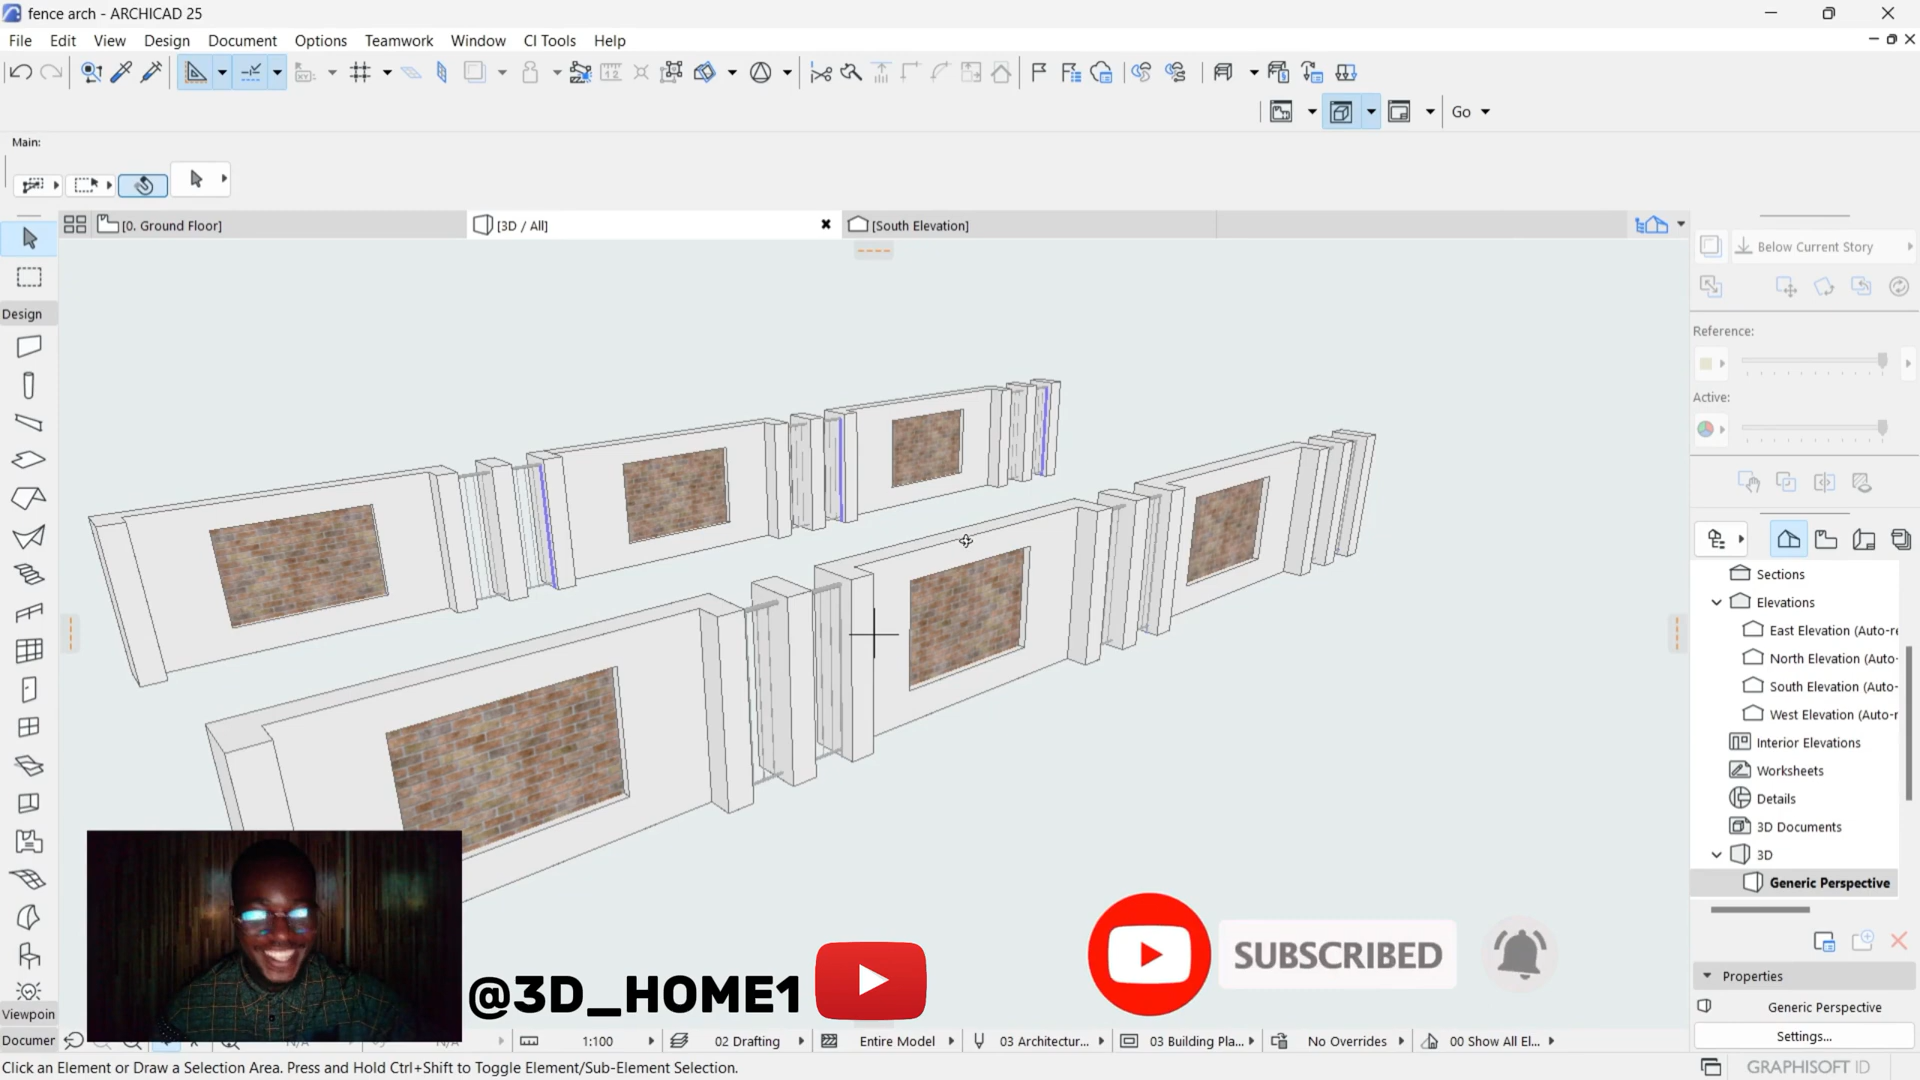 fence arch - ARCHICAD 25
File Edit View Design Document Options Teamwork Window CI Tools Help
Go
Main:
[0. Ground Floor]
[3D / All]
[South Elevation]
Below Current Story
Design
Reference:
Active:
Sections
Elevations
East Elevation (Auto-re
North Elevation (Auto-
South Elevation (Auto-
West Elevation (Auto-r
Interior Elevations
Worksheets
Details
3D Documents
3D
Generic Perspective
SUBSCRIBED
@3D_HOME1
Properties
Generic Perspective
Settings...
Viewpoin
Documer
N/A
N/A
1:100
02 Drafting
Entire Model
03 Architectur...
03 Building Pla...
No Overrides
00 Show All El...
Click an Element or Draw a Selection Area. Press and Hold Ctrl+Shift to Toggle Element/Sub-Element Selection.
GRAPHISOFT ID